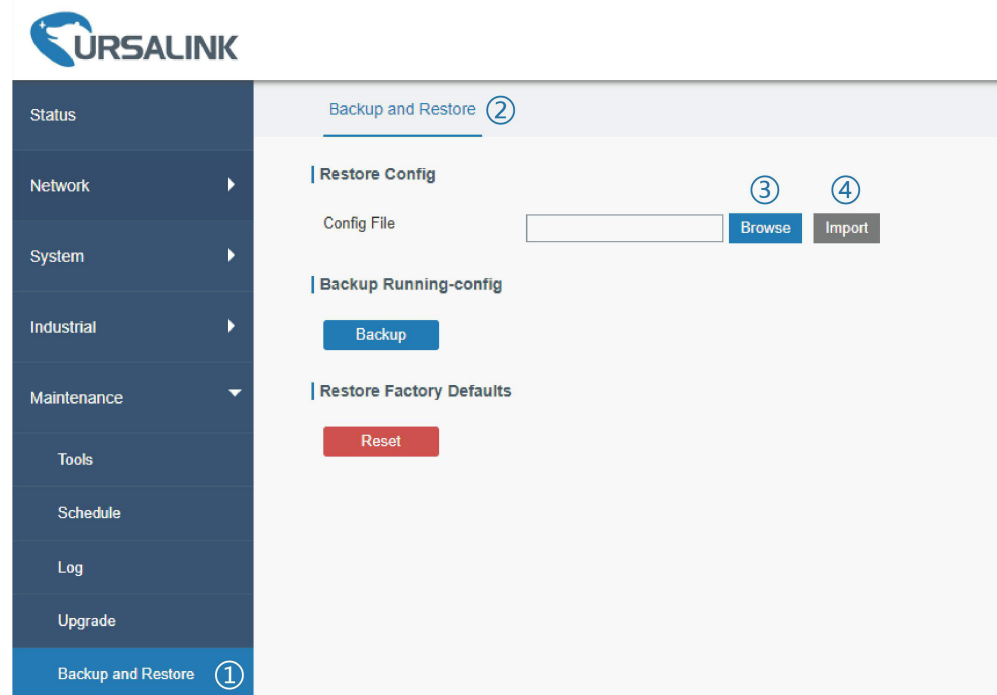 URSALINK
Status
Network
System
Industrial
Maintenance
Tools
Schedule
Log
Upgrade
Backup and Restore ①
Backup and Restore ②
Restore Config
③ ④
Config File Browse Import
Backup Running-config
Backup
Restore Factory Defaults
Reset